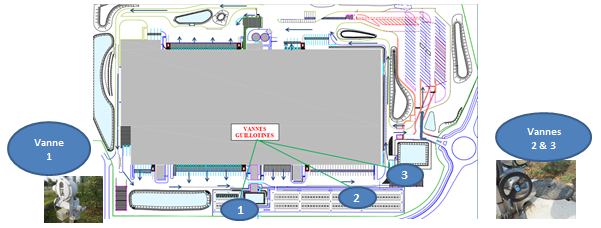 Vanne
1
VANNES
GUILLOTINES
Vannes
2 & 3
3
2
1